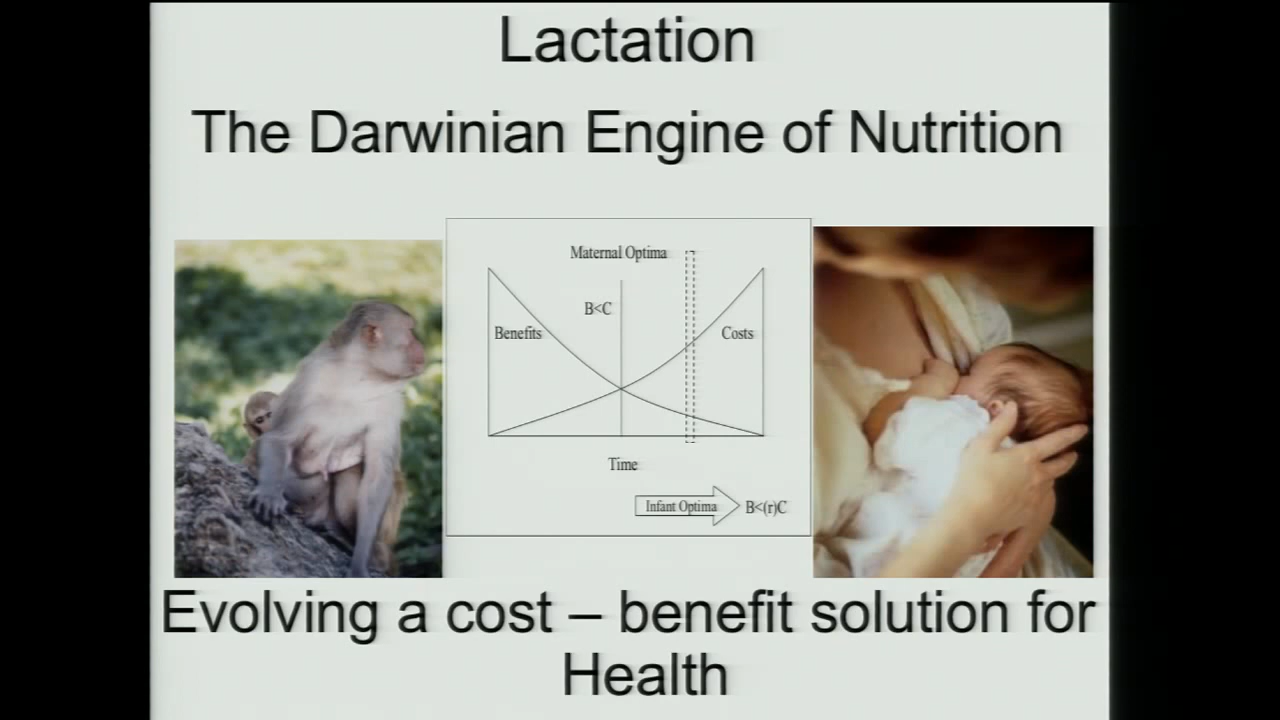 Lactation
The Darwinian Engine of Nutrition
Maternal Optima
B<C
Benefits
Costs
Time
Infant Optima
B<(r)C
Evolving a cost – benefit solution for
Health